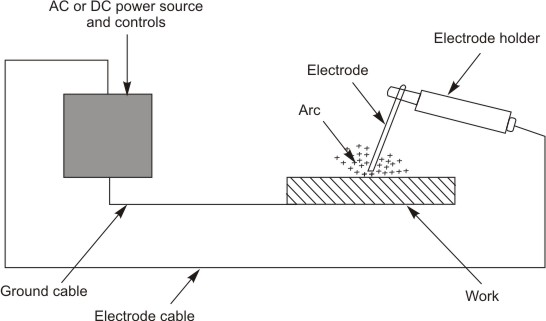 AC or DC power source
and controls
Electrode holder
Electrode
Arc
Ground cable
Electrode cable
Work